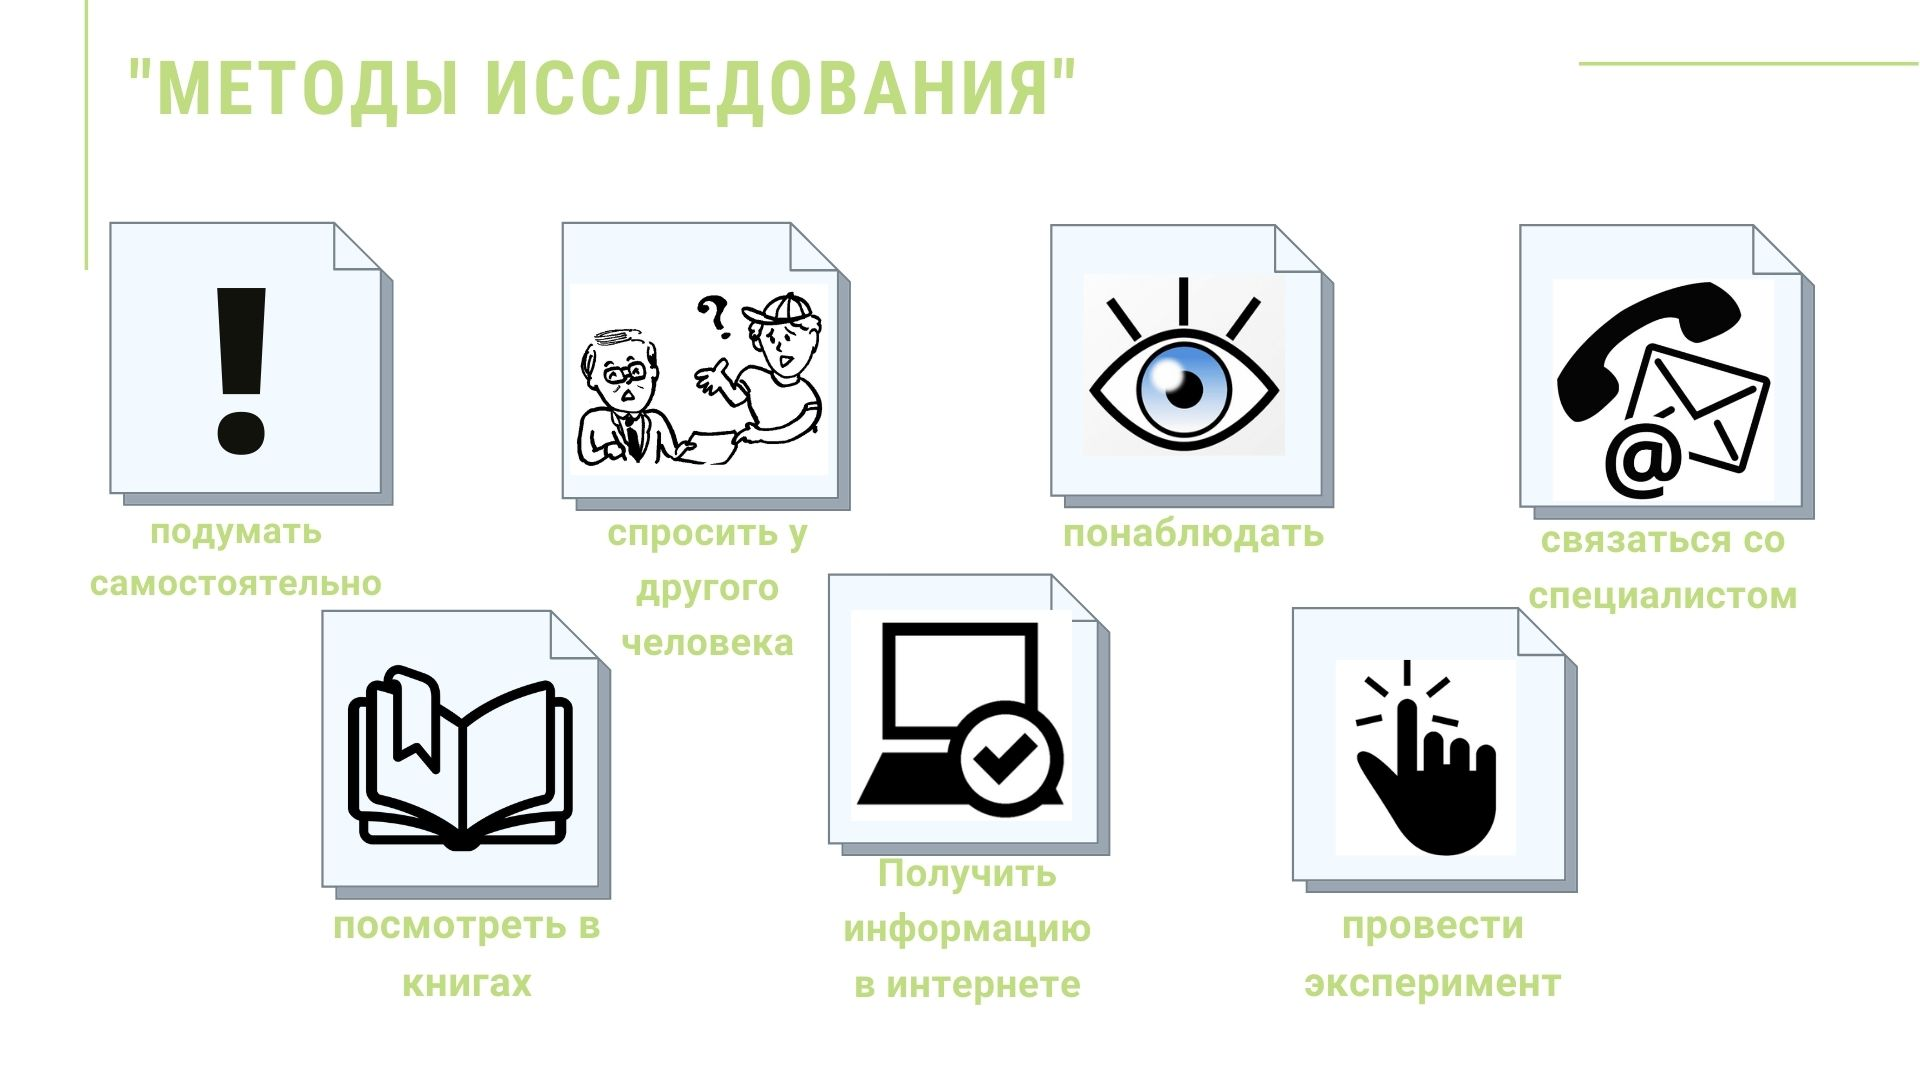 "МЕТОДЫ ИССЛЕДОВАНИЯ"
!
подумать
самостоятельно
?
спросить у
другого
человека
понаблюдать
@
связаться со
специалистом
посмотреть в
книгах
Получить
информацию
в интернете
провести
эксперимент